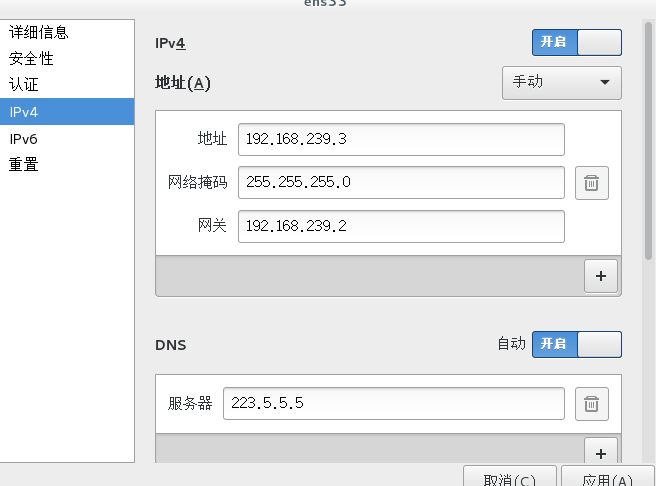 ens33
详细信息
安全性
认证
IPv4
IPv6
重置
IPv4 开启
地址(A) 手动
地址 192.168.239.3
网络掩码 255.255.255.0
网关 192.168.239.2
+
DNS 自动 开启
服务器 223.5.5.5
+
取消(C) 应用(A)